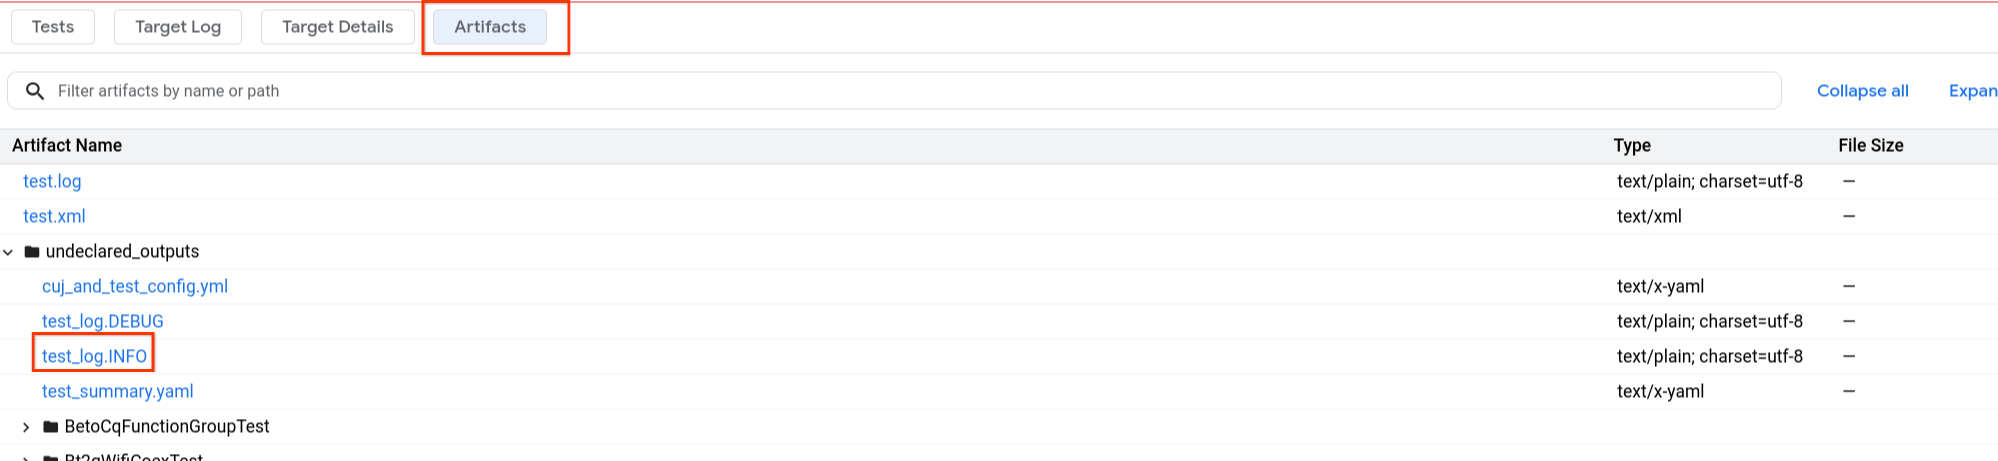 Tests Target Log Target Details Artifacts
Filter artifacts by name or path Collapse all Expan
Artifact Name Type File Size
test.log text/plain; charset=utf-8 —
test.xml text/xml —
undeclared_outputs
cuj_and_test_config.yml text/x-yaml —
test_log.DEBUG text/plain; charset=utf-8 —
test_log.INFO text/plain; charset=utf-8 —
test_summary.yaml text/x-yaml —
BetoCqFunctionGroupTest
Bt2gWifiCoexTest